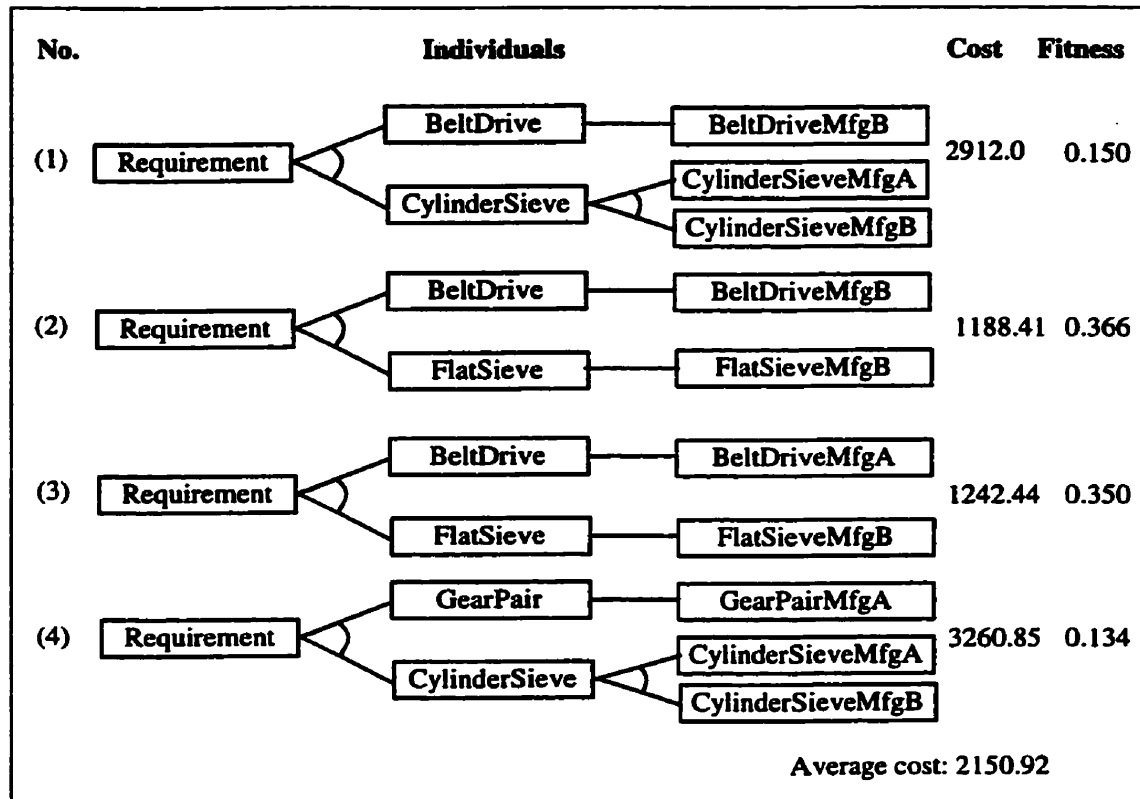 No. Individuals Cost Fitness
(1) Requirement BeltDrive BeltDriveMfgB 2912.0 0.150
CylinderSieve CylinderSieveMfgA
CylinderSieveMfgB
(2) Requirement BeltDrive BeltDriveMfgB 1188.41 0.366
FlatSieve FlatSieveMfgB
(3) Requirement BeltDrive BeltDriveMfgA 1242.44 0.350
FlatSieve FlatSieveMfgB
(4) Requirement GearPair GearPairMfgA 3260.85 0.134
CylinderSieve CylinderSieveMfgA
CylinderSieveMfgB
Average cost: 2150.92